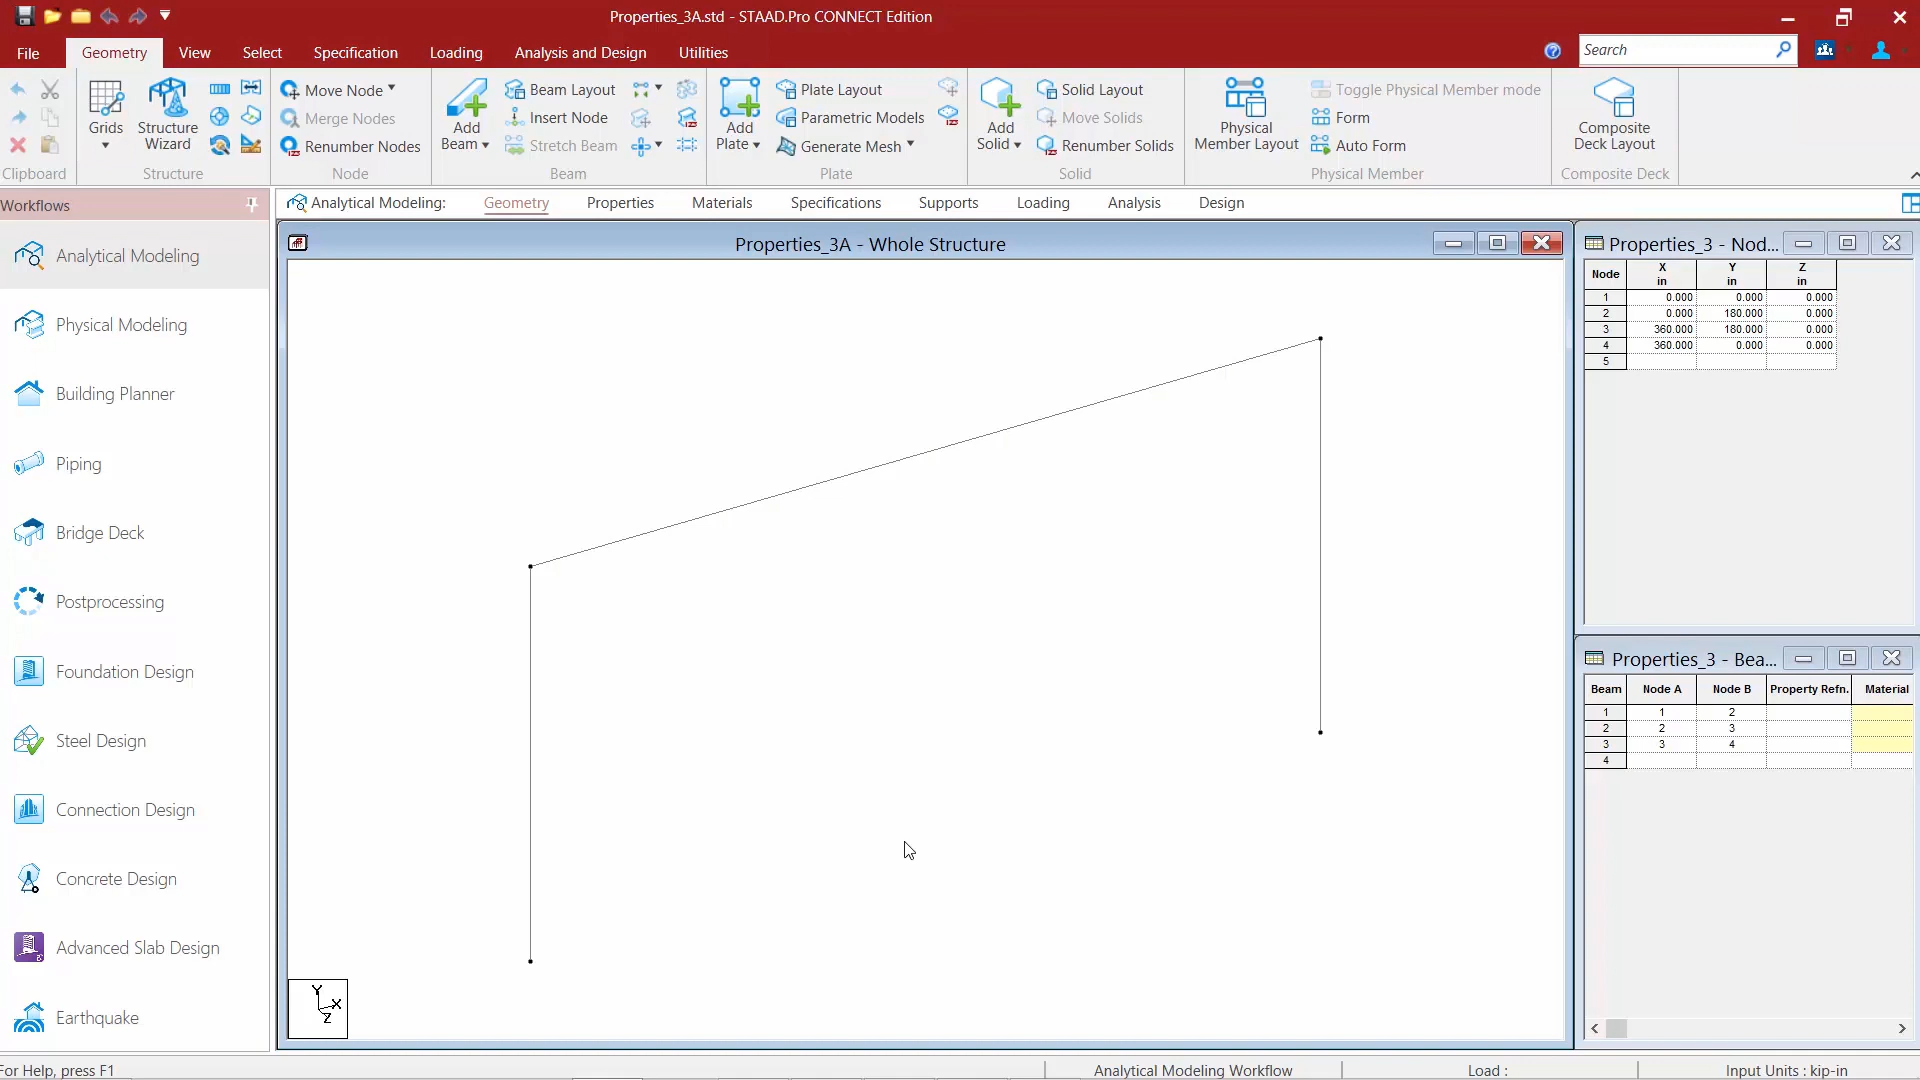 Properties_3A.std - STAAD.Pro CONNECT Edition
File Geometry View Select Specification Loading Analysis and Design Utilities Search
Grids
Structure Wizard
Move Node
Merge Nodes
Renumber Nodes
Add Beam
Beam Layout
Insert Node
Stretch Beam
Add Plate
Plate Layout
Parametric Models
Generate Mesh
Add Solid
Solid Layout
Move Solids
Renumber Solids
Physical Member Layout
Toggle Physical Member mode
Form
Auto Form
Composite Deck Layout
Clipboard Structure Node Beam Plate Solid Physical Member Composite Deck
Workflows
Analytical Modeling: Geometry Properties Materials Specifications Supports Loading Analysis Design
Analytical Modeling
Physical Modeling
Building Planner
Piping
Bridge Deck
Postprocessing
Foundation Design
Steel Design
Connection Design
Concrete Design
Advanced Slab Design
Earthquake
Properties_3A - Whole Structure
Y
X
Z
Properties_3 - Nod...
Node X in Y in Z in
1 0.000 0.000 0.000
2 0.000 180.000 0.000
3 360.000 180.000 0.000
4 360.000 0.000 0.000
5
Properties_3 - Bea...
Beam Node A Node B Property Refn. Material
1 1 2
2 2 3
3 3 4
4
For Help, press F1 Analytical Modeling Workflow Load : Input Units : kip-in